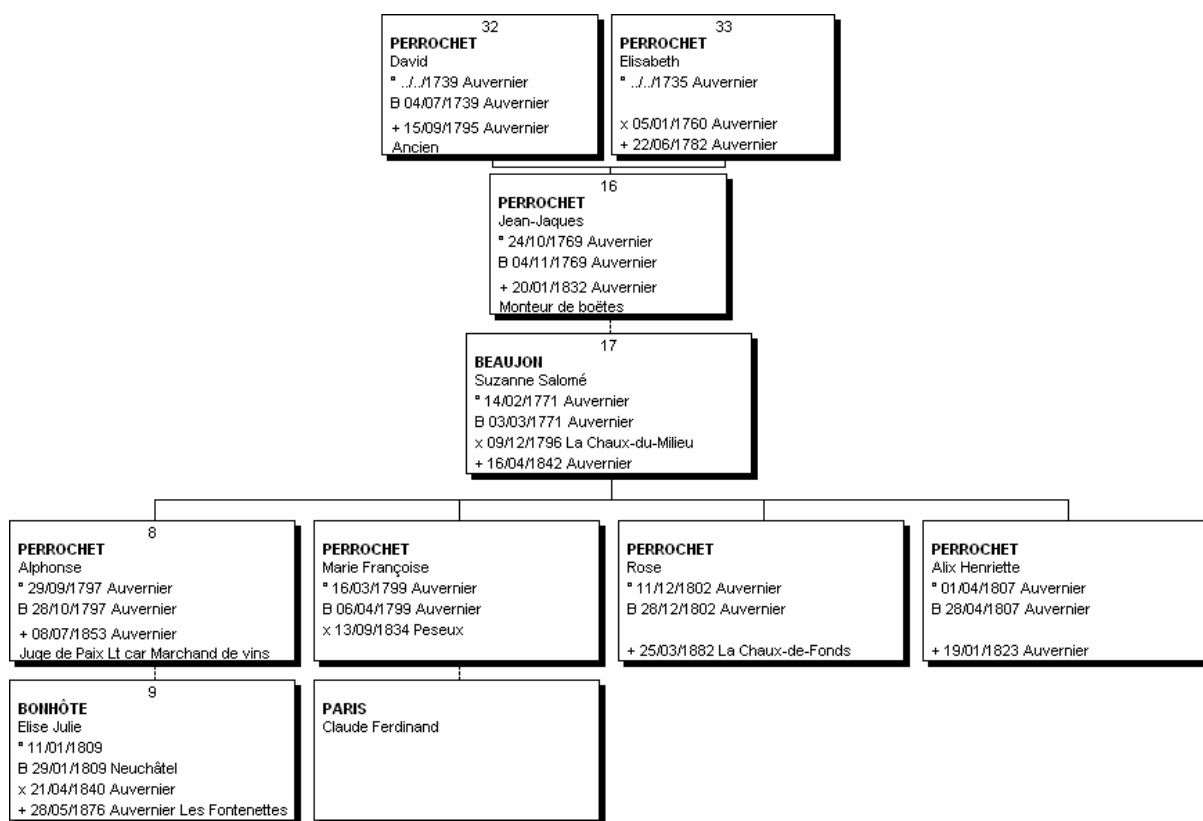 32
PERROCHET
David
° ../../1739 Auvernier
B 04/07/1739 Auvernier
+ 15/09/1795 Auvernier
Ancien
33
PERROCHET
Elisabeth
° ../../1735 Auvernier
x 05/01/1760 Auvernier
+ 22/06/1782 Auvernier
16
PERROCHET
Jean-Jaques
° 24/10/1769 Auvernier
B 04/11/1769 Auvernier
+ 20/01/1832 Auvernier
Monteur de boëtes
17
BEAUJON
Suzanne Salomé
° 14/02/1771 Auvernier
B 03/03/1771 Auvernier
x 09/12/1796 La Chaux-du-Milieu
+ 16/04/1842 Auvernier
8
PERROCHET
Alphonse
° 29/09/1797 Auvernier
B 28/10/1797 Auvernier
+ 08/07/1853 Auvernier
Juge de Paix Lt car Marchand de vins
PERROCHET
Marie Françoise
° 16/03/1799 Auvernier
B 06/04/1799 Auvernier
x 13/09/1834 Peseux
PERROCHET
Rose
° 11/12/1802 Auvernier
B 28/12/1802 Auvernier
+ 25/03/1882 La Chaux-de-Fonds
PERROCHET
Alix Henriette
° 01/04/1807 Auvernier
B 28/04/1807 Auvernier
+ 19/01/1823 Auvernier
9
BONHÔTE
Elise Julie
° 11/01/1809
B 29/01/1809 Neuchâtel
x 21/04/1840 Auvernier
+ 28/05/1876 Auvernier Les Fontenettes
PARIS
Claude Ferdinand